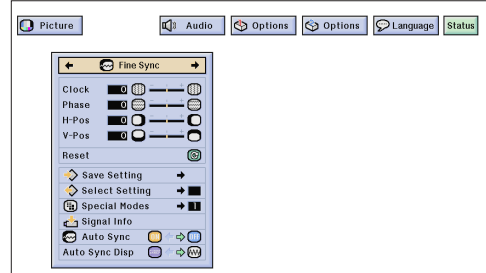 Picture Audio Options Options Language Status
Fine Sync
Clock 0
Phase 0
H-Pos 0
V-Pos 0
Reset
Save Setting
Select Setting
Special Modes 1
Signal Info
Auto Sync
Auto Sync Disp